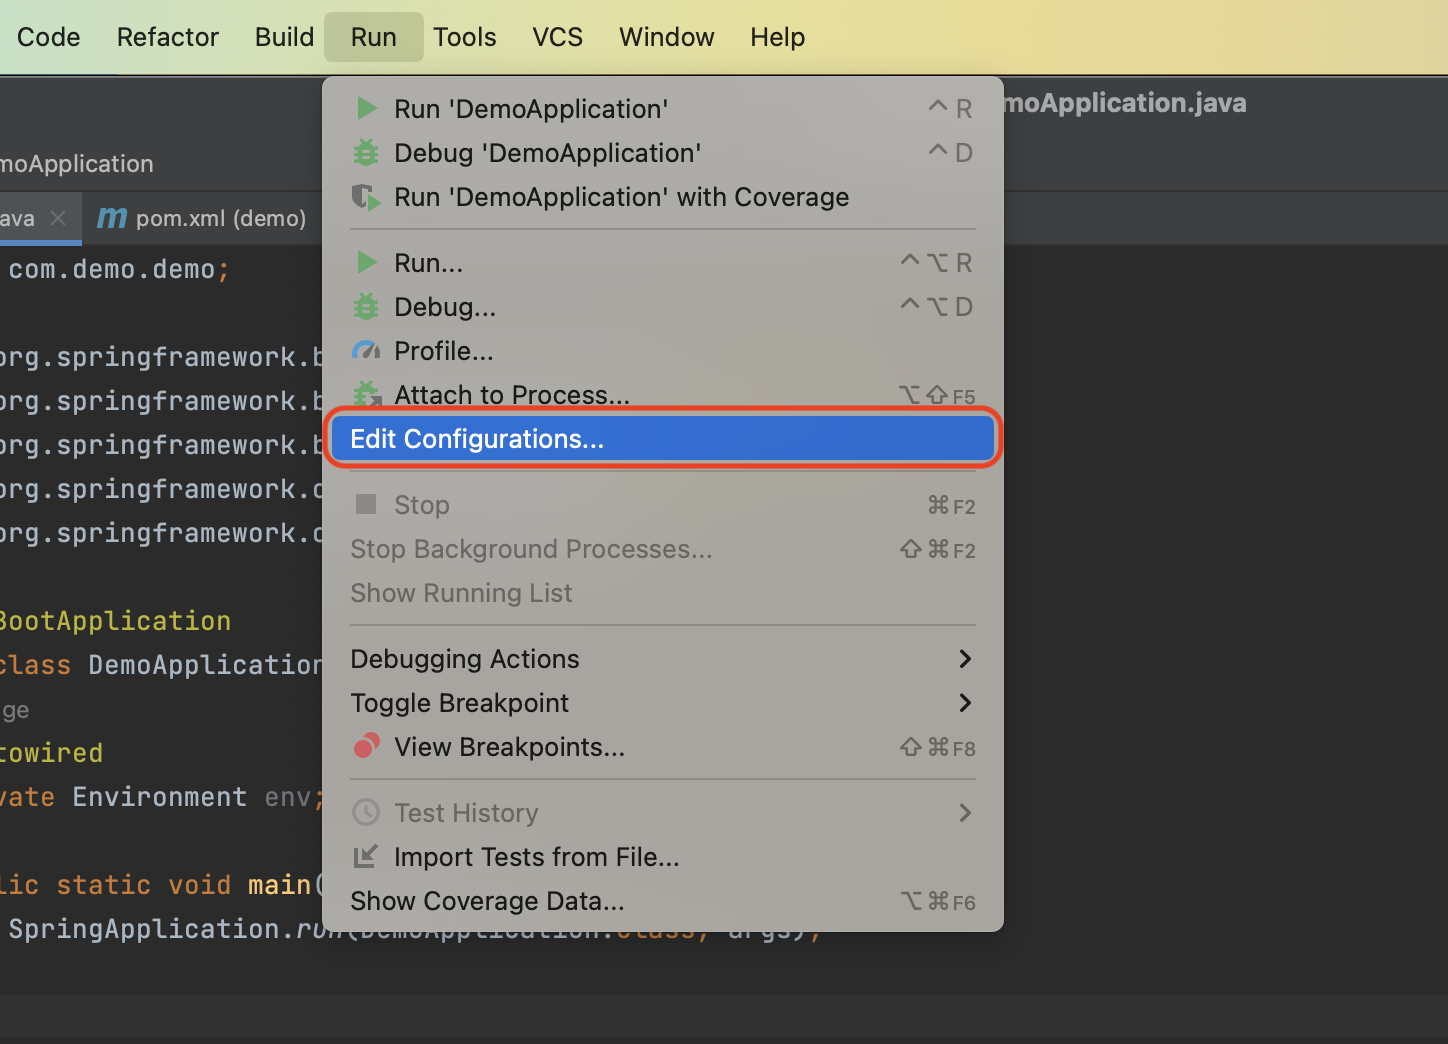 Code Refactor Build Run Tools VCS Window Help
moApplication.java
moApplication
ava × m pom.xml (demo)
com.demo.demo;
org.springframework.b
org.springframework.b
org.springframework.b
org.springframework.c
org.springframework.c
BootApplication
class DemoApplication
ge
towired
vate Environment env;
lic static void main(
SpringApplication.run(DemoApplication.class, args);
Run 'DemoApplication' ^ R
Debug 'DemoApplication' ^ D
Run 'DemoApplication' with Coverage
Run... ^ ⌥ R
Debug... ^ ⌥ D
Profile...
Attach to Process... ⌥ ⇧ F5
Edit Configurations...
Stop ⌘ F2
Stop Background Processes... ⇧ ⌘ F2
Show Running List
Debugging Actions
Toggle Breakpoint
View Breakpoints... ⇧ ⌘ F8
Test History
Import Tests from File...
Show Coverage Data... ⌥ ⌘ F6